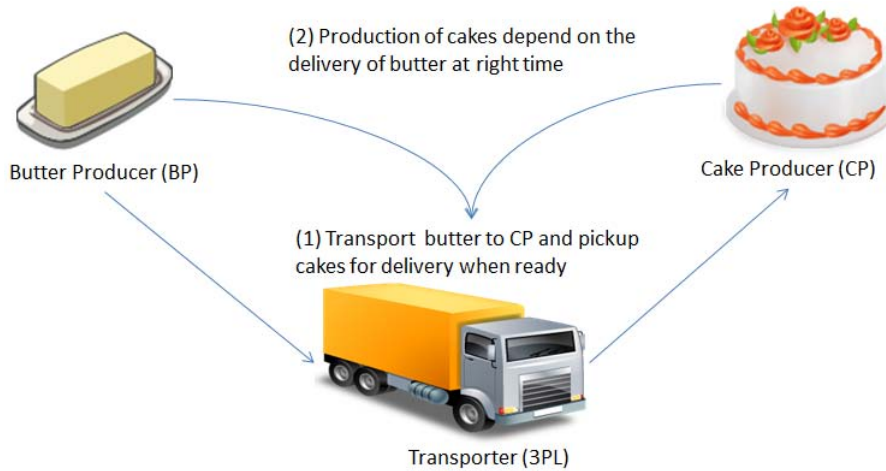 (2) Production of cakes depend on the
delivery of butter at right time
Butter Producer (BP)
Cake Producer (CP)
(1) Transport butter to CP and pickup
cakes for delivery when ready
Transporter (3PL)